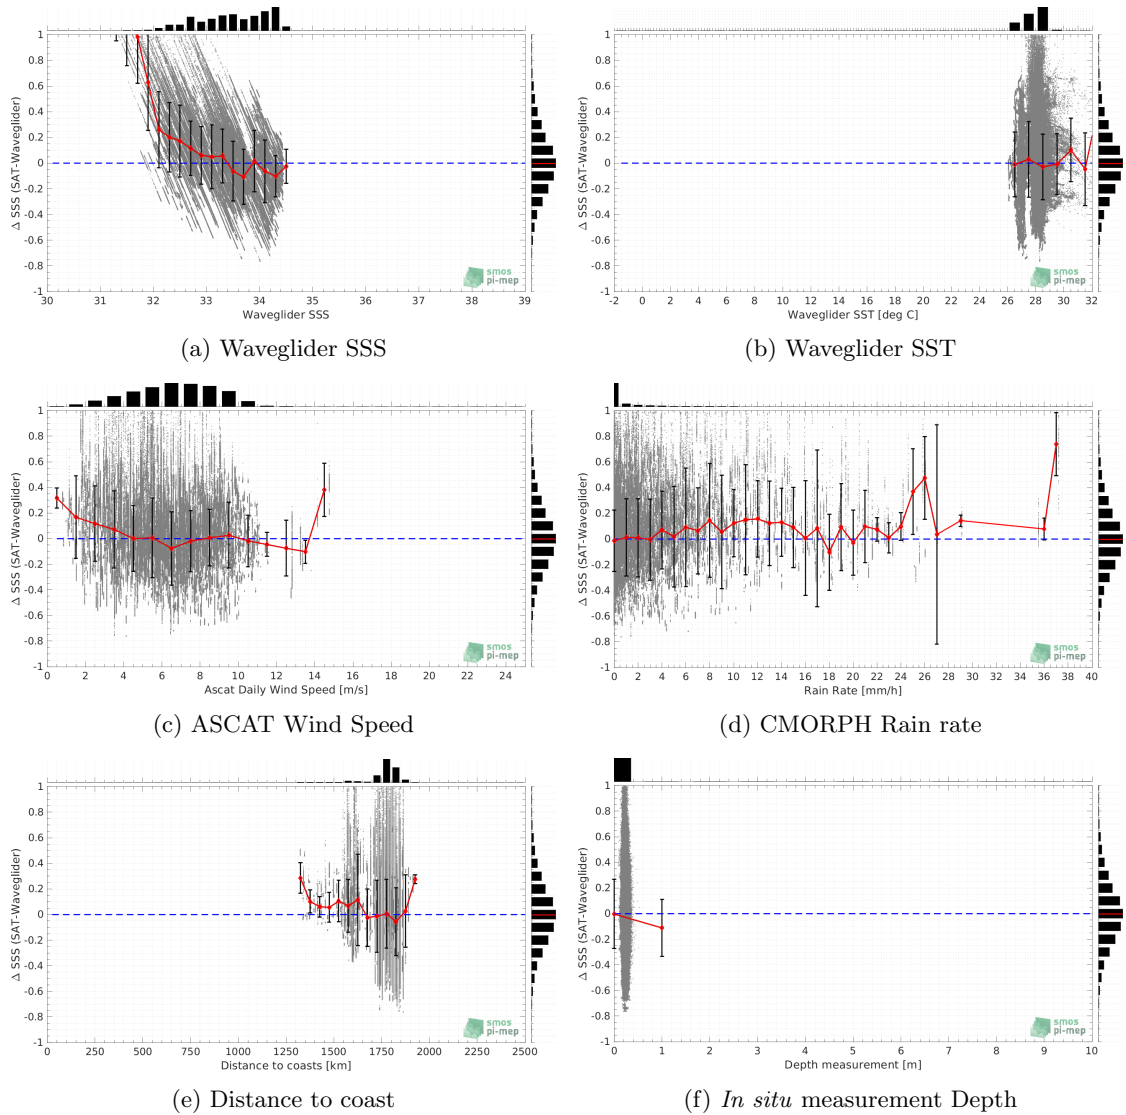 1
0.8
0.6
0.4
0.2
0
-0.2
-0.4
-0.6
-0.8
-1
Δ SSS (SAT-Waveglider)
smos
pi-mep
30 31 32 33 34 35 36 37 38 39
Waveglider SSS
(a) Waveglider SSS
1
0.8
0.6
0.4
0.2
0
-0.2
-0.4
-0.6
-0.8
-1
Δ SSS (SAT-Waveglider)
smos
pi-mep
-2 0 2 4 6 8 10 12 14 16 18 20 22 24 26 28 30 32
Waveglider SST [deg C]
(b) Waveglider SST
1
0.8
0.6
0.4
0.2
0
-0.2
-0.4
-0.6
-0.8
-1
Δ SSS (SAT-Waveglider)
smos
pi-mep
0 2 4 6 8 10 12 14 16 18 20 22 24
Ascat Daily Wind Speed [m/s]
(c) ASCAT Wind Speed
1
0.8
0.6
0.4
0.2
0
-0.2
-0.4
-0.6
-0.8
-1
Δ SSS (SAT-Waveglider)
smos
pi-mep
0 2 4 6 8 10 12 14 16 18 20 22 24 26 28 30 32 34 36 38 40
Rain Rate [mm/h]
(d) CMORPH Rain rate
1
0.8
0.6
0.4
0.2
0
-0.2
-0.4
-0.6
-0.8
-1
Δ SSS (SAT-Waveglider)
smos
pi-mep
0 250 500 750 1000 1250 1500 1750 2000 2250 2500
Distance to coasts [km]
(e) Distance to coast
1
0.8
0.6
0.4
0.2
0
-0.2
-0.4
-0.6
-0.8
-1
Δ SSS (SAT-Waveglider)
smos
pi-mep
0 1 2 3 4 5 6 7 8 9 10
Depth measurement [m]
(f) In situ measurement Depth